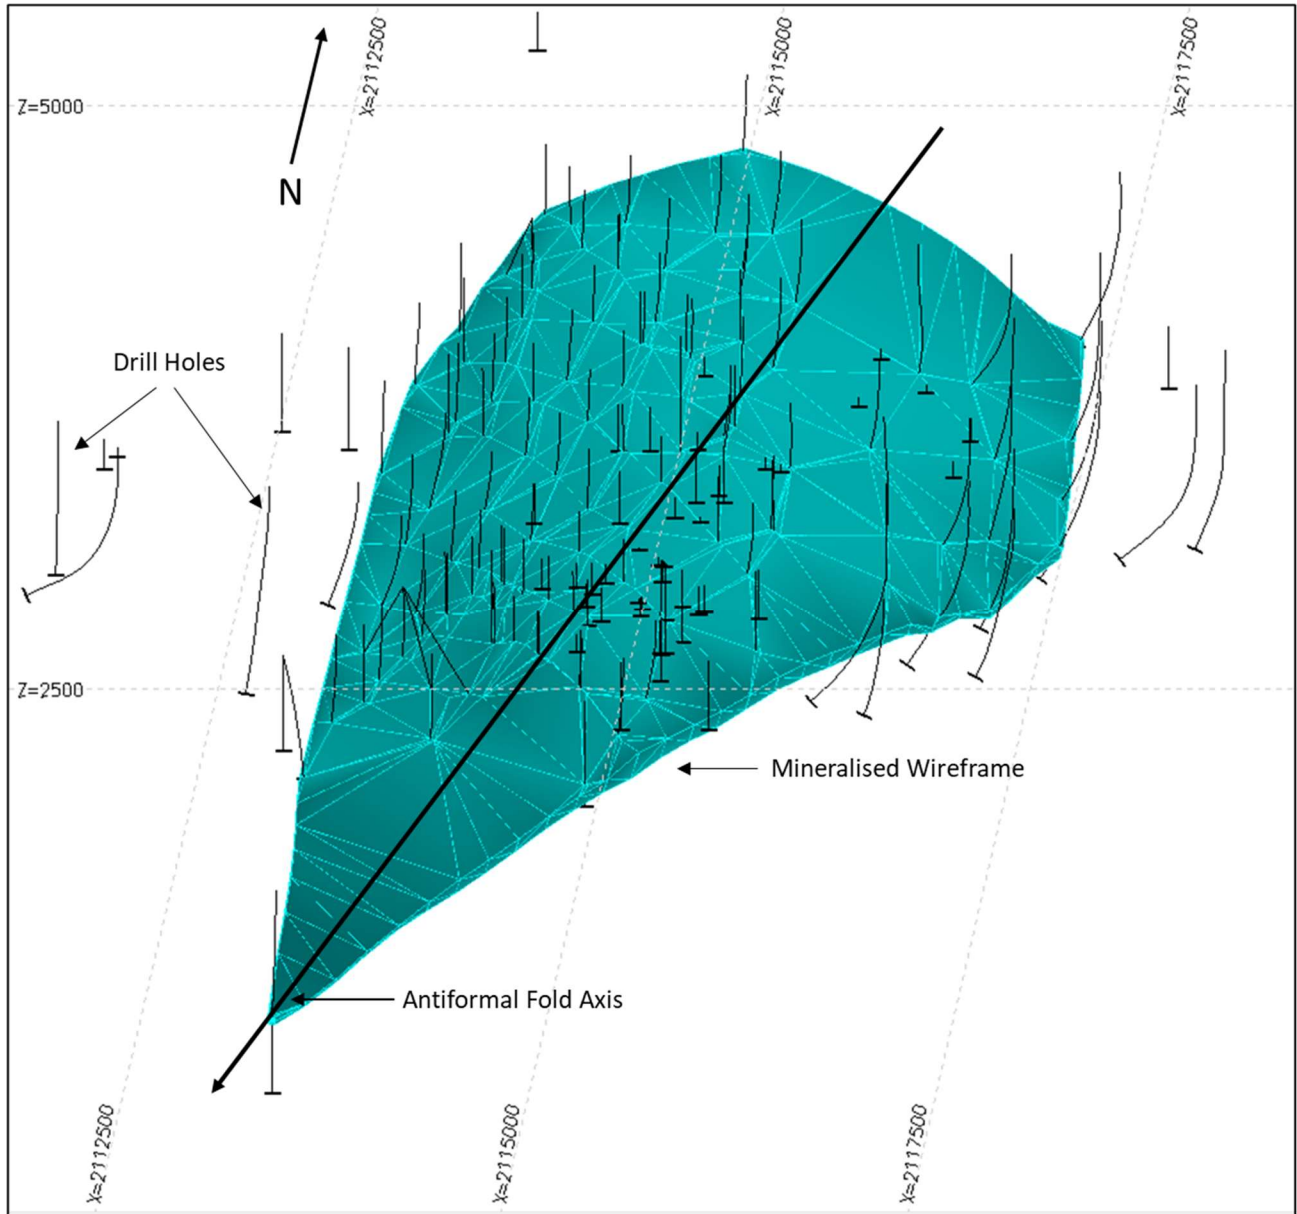 X=2112500
X=2115000
X=2117500
Z=5000
N
Drill Holes
Z=2500
Mineralised Wireframe
Antiformal Fold Axis
X=2112500
X=2115000
X=2117500